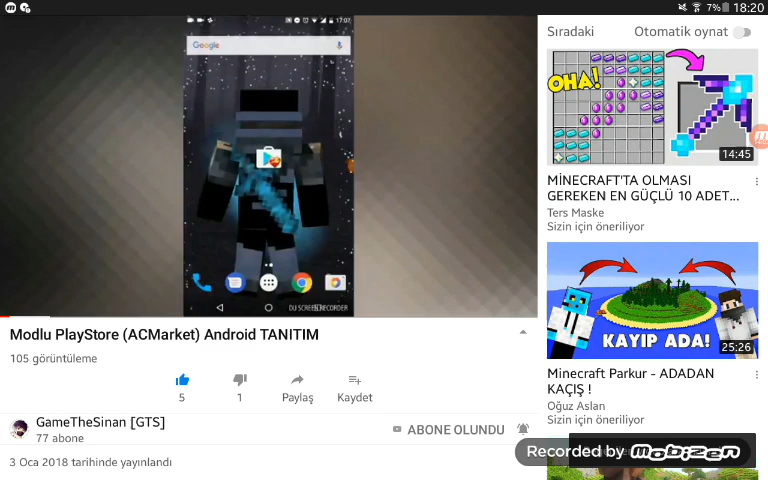 7% 18:20
17:07
Google
DU SCREEN RECORDER
Modlu PlayStore (ACMarket) Android TANITIM
105 görüntüleme
5
1
Paylaş
Kaydet
GameTheSinan [GTS]
77 abone
ABONE OLUNDU
3 Oca 2018 tarihinde yayınlandı
Sıradaki
Otomatik oynat
OHA!
14:45
MİNECRAFT'TA OLMASI
GEREKEN EN GÜÇLÜ 10 ADET...
Ters Maske
Sizin için öneriliyor
KAYIP ADA!
25:26
Minecraft Parkur - ADADAN
KAÇIŞ !
Oğuz Aslan
Sizin için öneriliyor
Recorded by MOBIZEN